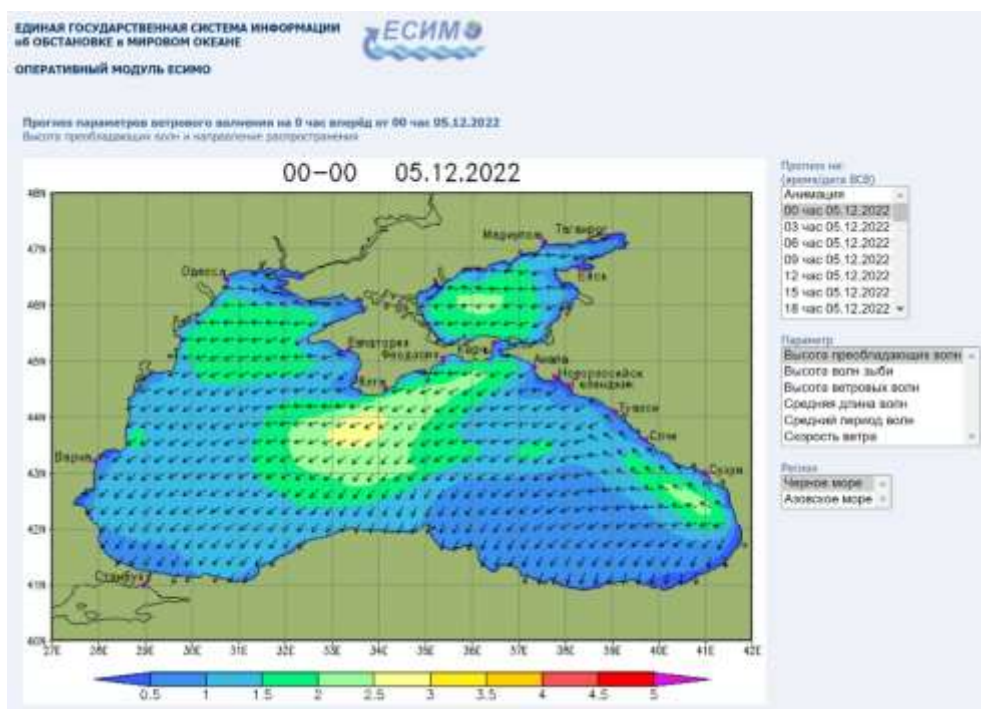 ЕДИНАЯ ГОСУДАРСТВЕННАЯ СИСТЕМА ИНФОРМАЦИИ
об ОБСТАНОВКЕ в МИРОВОМ ОКЕАНЕ
ЕСИМО
ОПЕРАТИВНЫЙ МОДУЛЬ ЕСИМО
Прогноз параметров ветрового волнения на 0 час вперёд от 00 час 05.12.2022
Высота преобладающих волн и направление распространения
00-00 05.12.2022
48N
47N
46N
45N
44N
43N
42N
41N
40N
Мариуполь
Таганрог
Одесса
Ейск
Евпатория
Феодосия
Керчь
Анапа
Ялта
Новороссийск
Туапсе
Сочи
Варна
Сухум
Стамбул
27E 28E 29E 30E 31E 32E 33E 34E 35E 36E 37E 38E 39E 40E 41E 42E
0.5 1 1.5 2 2.5 3 3.5 4 4.5 5
Прогноз на:
(время/дата ВСВ)
Анимация
00 час 05.12.2022
03 час 05.12.2022
06 час 05.12.2022
09 час 05.12.2022
12 час 05.12.2022
15 час 05.12.2022
18 час 05.12.2022
Параметр
Высота преобладающих волн
Высота волн зыби
Высота ветровых волн
Средняя длина волн
Средний период волн
Скорость ветра
Регион
Черное море
Азовское море